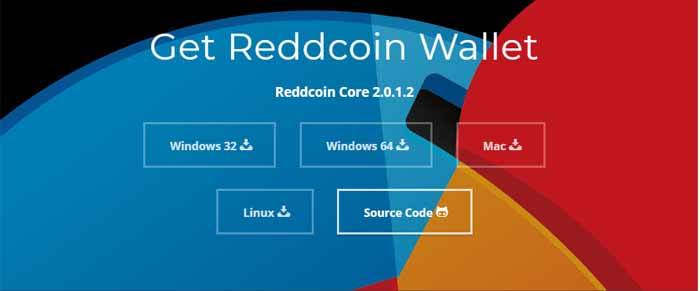 Get Reddcoin Wallet
Reddcoin Core 2.0.1.2
Windows 32
Windows 64
Mac
Linux
Source Code